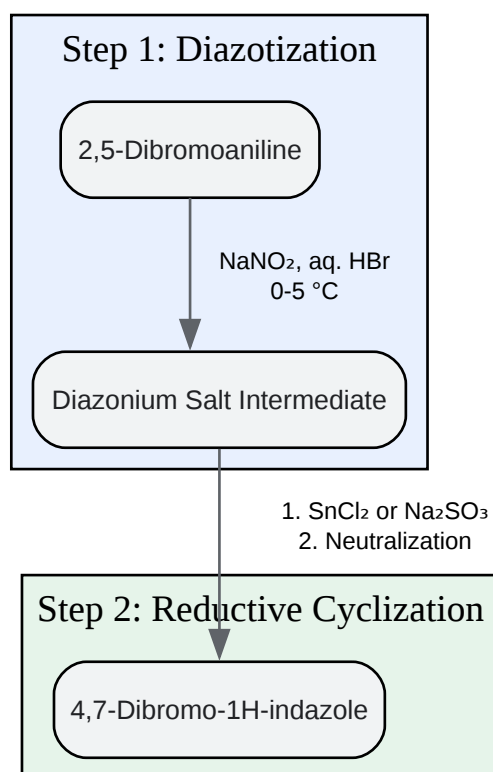 Step 1: Diazotization
2,5-Dibromoaniline
NaNO₂, aq. HBr
0-5 °C
Diazonium Salt Intermediate
1. SnCl₂ or Na₂SO₃
2. Neutralization
Step 2: Reductive Cyclization
4,7-Dibromo-1H-indazole